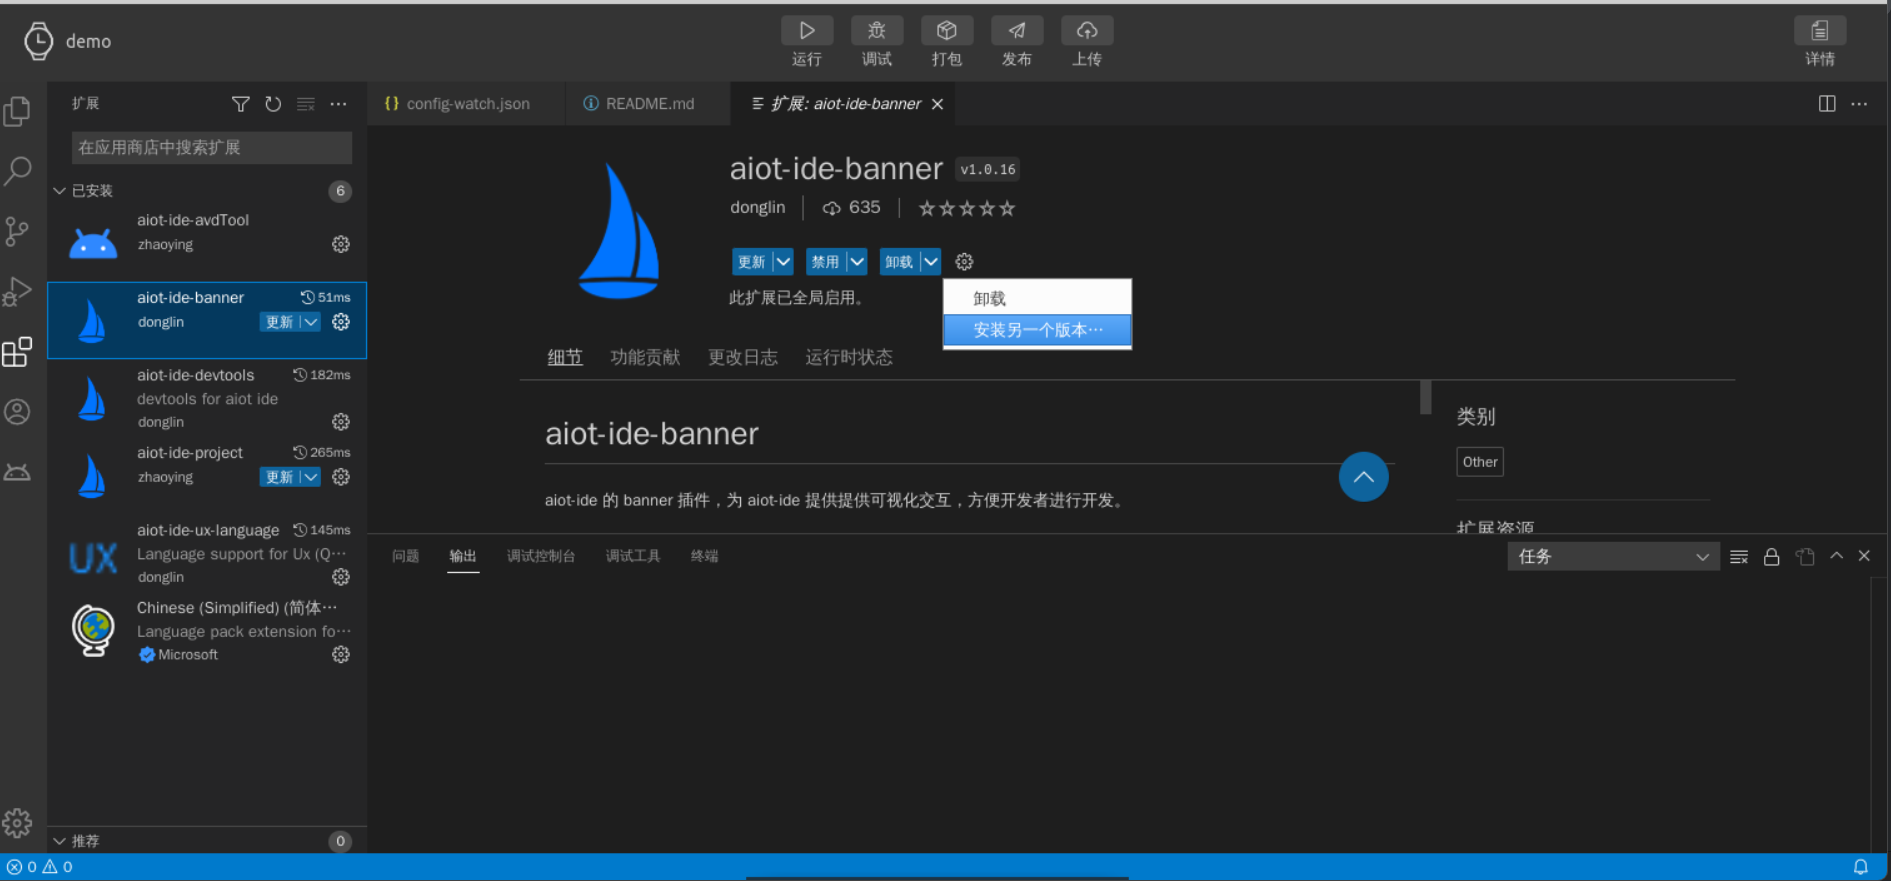 demo
运行 调试 打包 发布 上传 详情
扩展
config-watch.json README.md 扩展: aiot-ide-banner
在应用商店中搜索扩展
已安装 6
aiot-ide-avdTool
zhaoying
aiot-ide-banner 51ms
donglin 更新
aiot-ide-devtools 182ms
devtools for aiot ide
donglin
aiot-ide-project 265ms
zhaoying 更新
aiot-ide-ux-language 145ms
UX
Language support for Ux (Q···
donglin
Chinese (Simplified) (简体···
Language pack extension fo···
Microsoft
推荐 0
aiot-ide-banner v1.0.16
donglin 635
更新 禁用 卸载
此扩展已全局启用。
卸载
安装另一个版本···
细节 功能贡献 更改日志 运行时状态
aiot-ide-banner
aiot-ide 的 banner 插件，为 aiot-ide 提供提供可视化交互，方便开发者进行开发。
类别
Other
扩展资源
问题 输出 调试控制台 调试工具 终端 任务
0 0